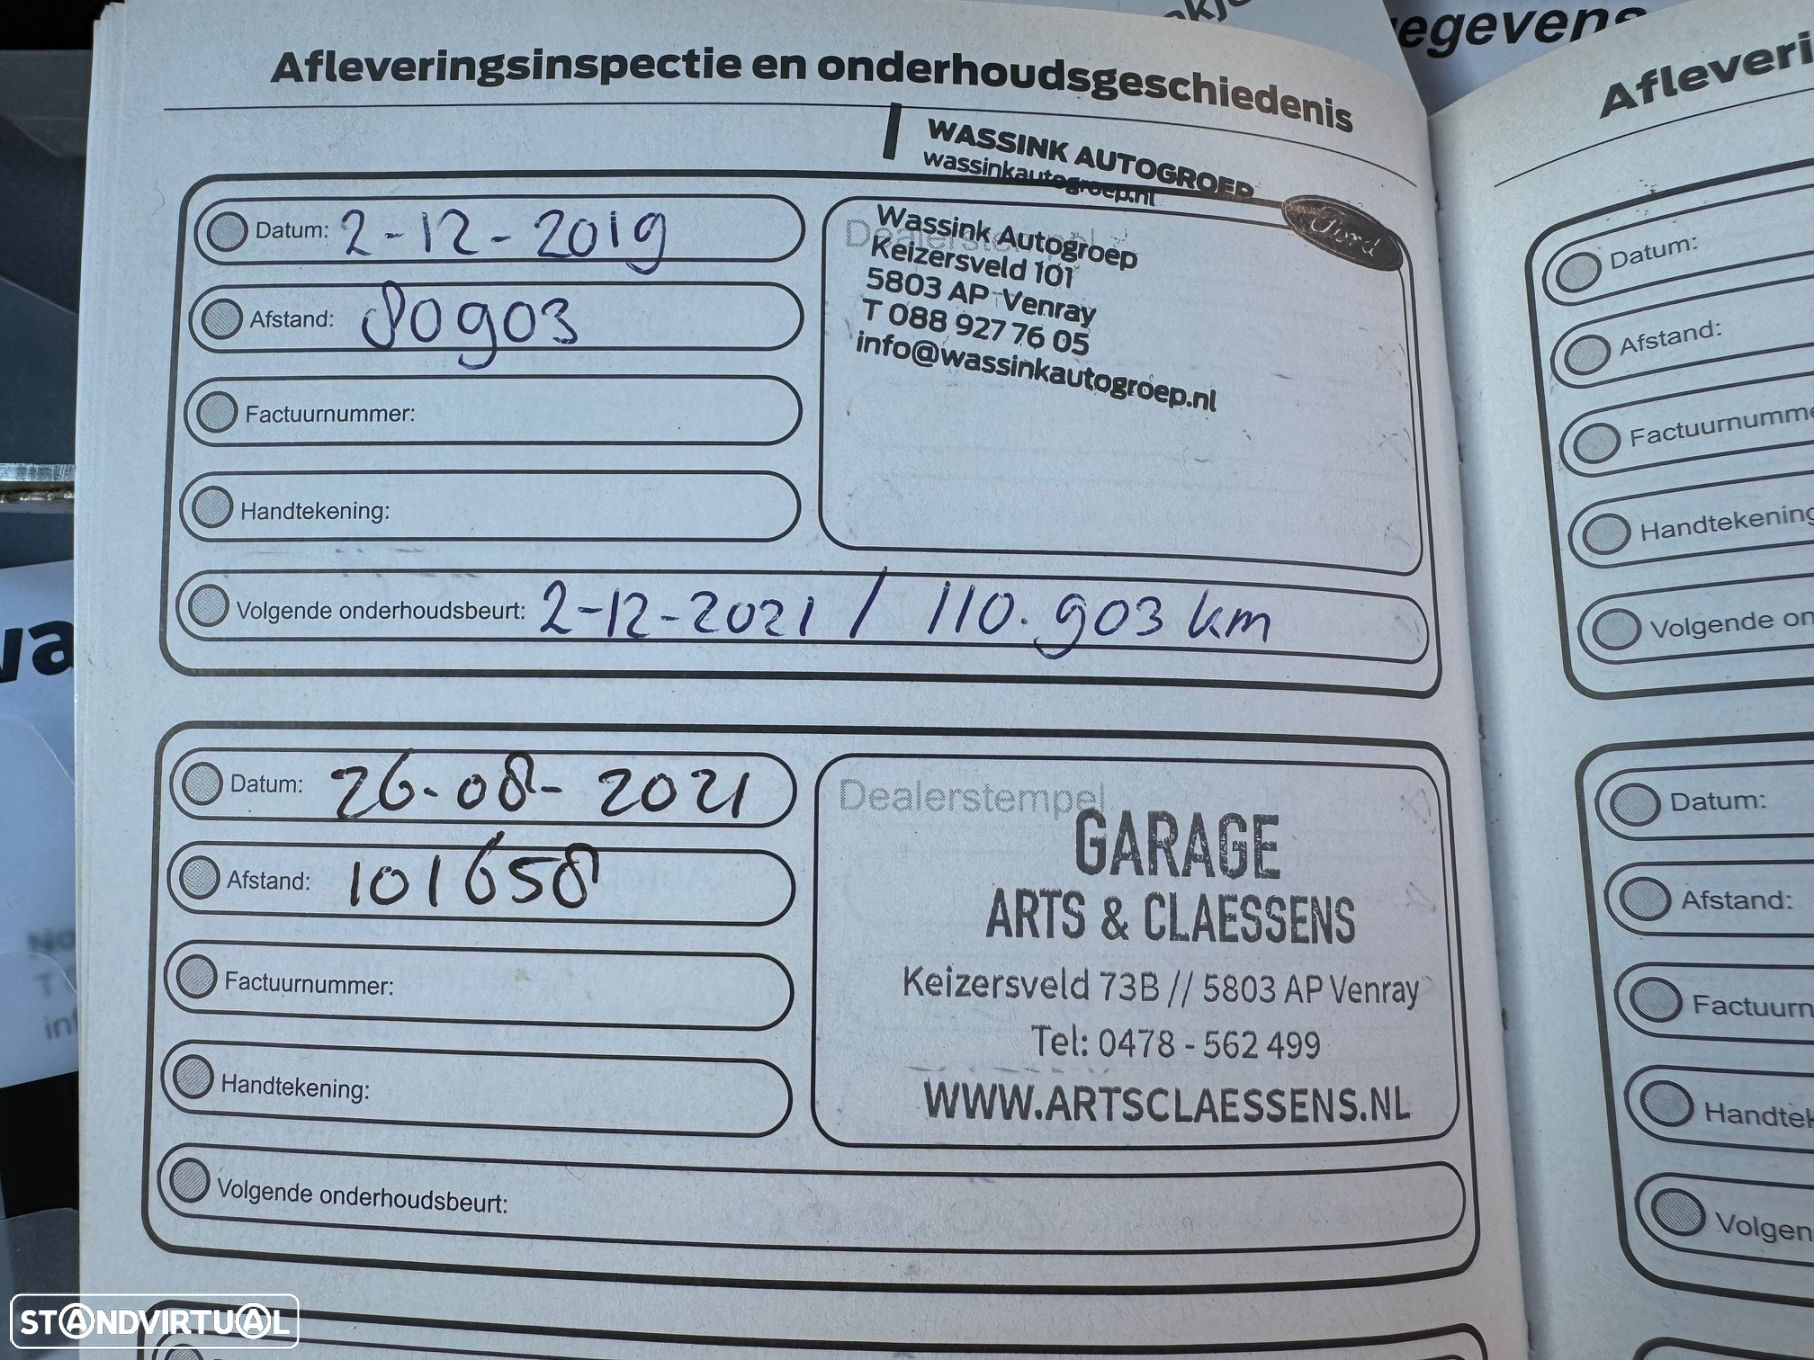 Afleveringsinspectie en onderhoudsgeschiedenis
WASSINK AUTOGROEP
wassinkautogroep.nl
Ford
Datum: 2-12-2019
Afstand: 80903
Factuurnummer:
Handtekening:
Dealerstempel
Wassink Autogroep
Keizersveld 101
5803 AP Venray
T 088 927 76 05
info@wassinkautogroep.nl
Volgende onderhoudsbeurt: 2-12-2021 / 110.903 km
Datum: 26-08-2021
Afstand: 101658
Factuurnummer:
Handtekening:
Dealerstempel
GARAGE
ARTS & CLAESSENS
Keizersveld 73B // 5803 AP Venray
Tel: 0478 - 562 499
WWW.ARTSCLAESSENS.NL
Volgende onderhoudsbeurt:
egevens
Afleveri
Datum:
Afstand:
Factuurnumme
Handtekening
Volgende on
Datum:
Afstand:
Factuurn
Handtek
Volgen
va
STANDVIRTUAL